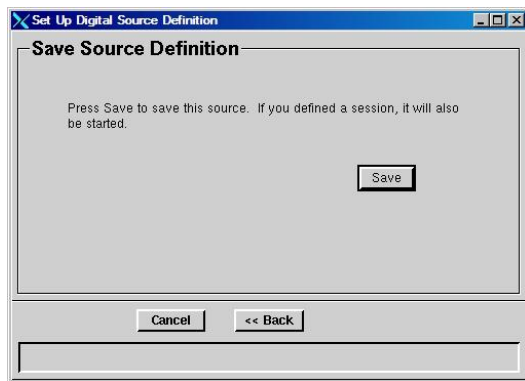 Set Up Digital Source Definition
Save Source Definition
Press Save to save this source. If you defined a session, it will also
be started.
Save
Cancel
<< Back